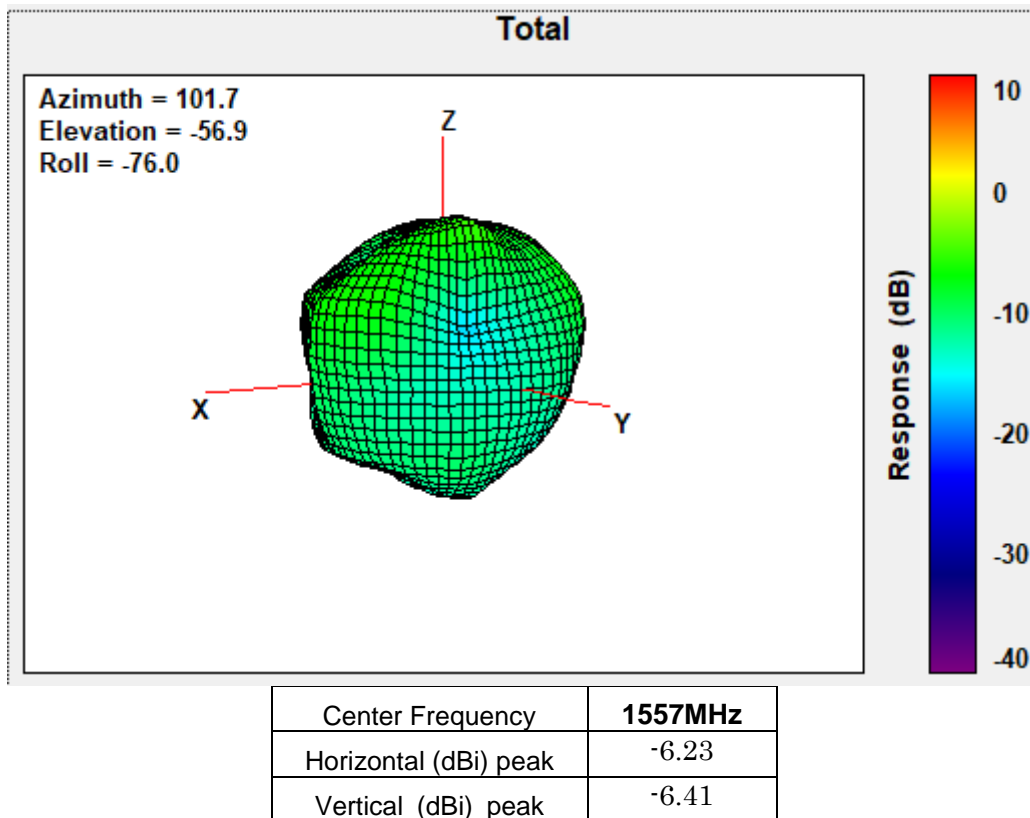 Total
Azimuth = 101.7
Elevation = -56.9
Roll = -76.0
Z
X
Y
10
0
-10
-20
-30
-40
Response (dB)
Center Frequency 1557MHz
Horizontal (dBi) peak -6.23
Vertical (dBi) peak -6.41